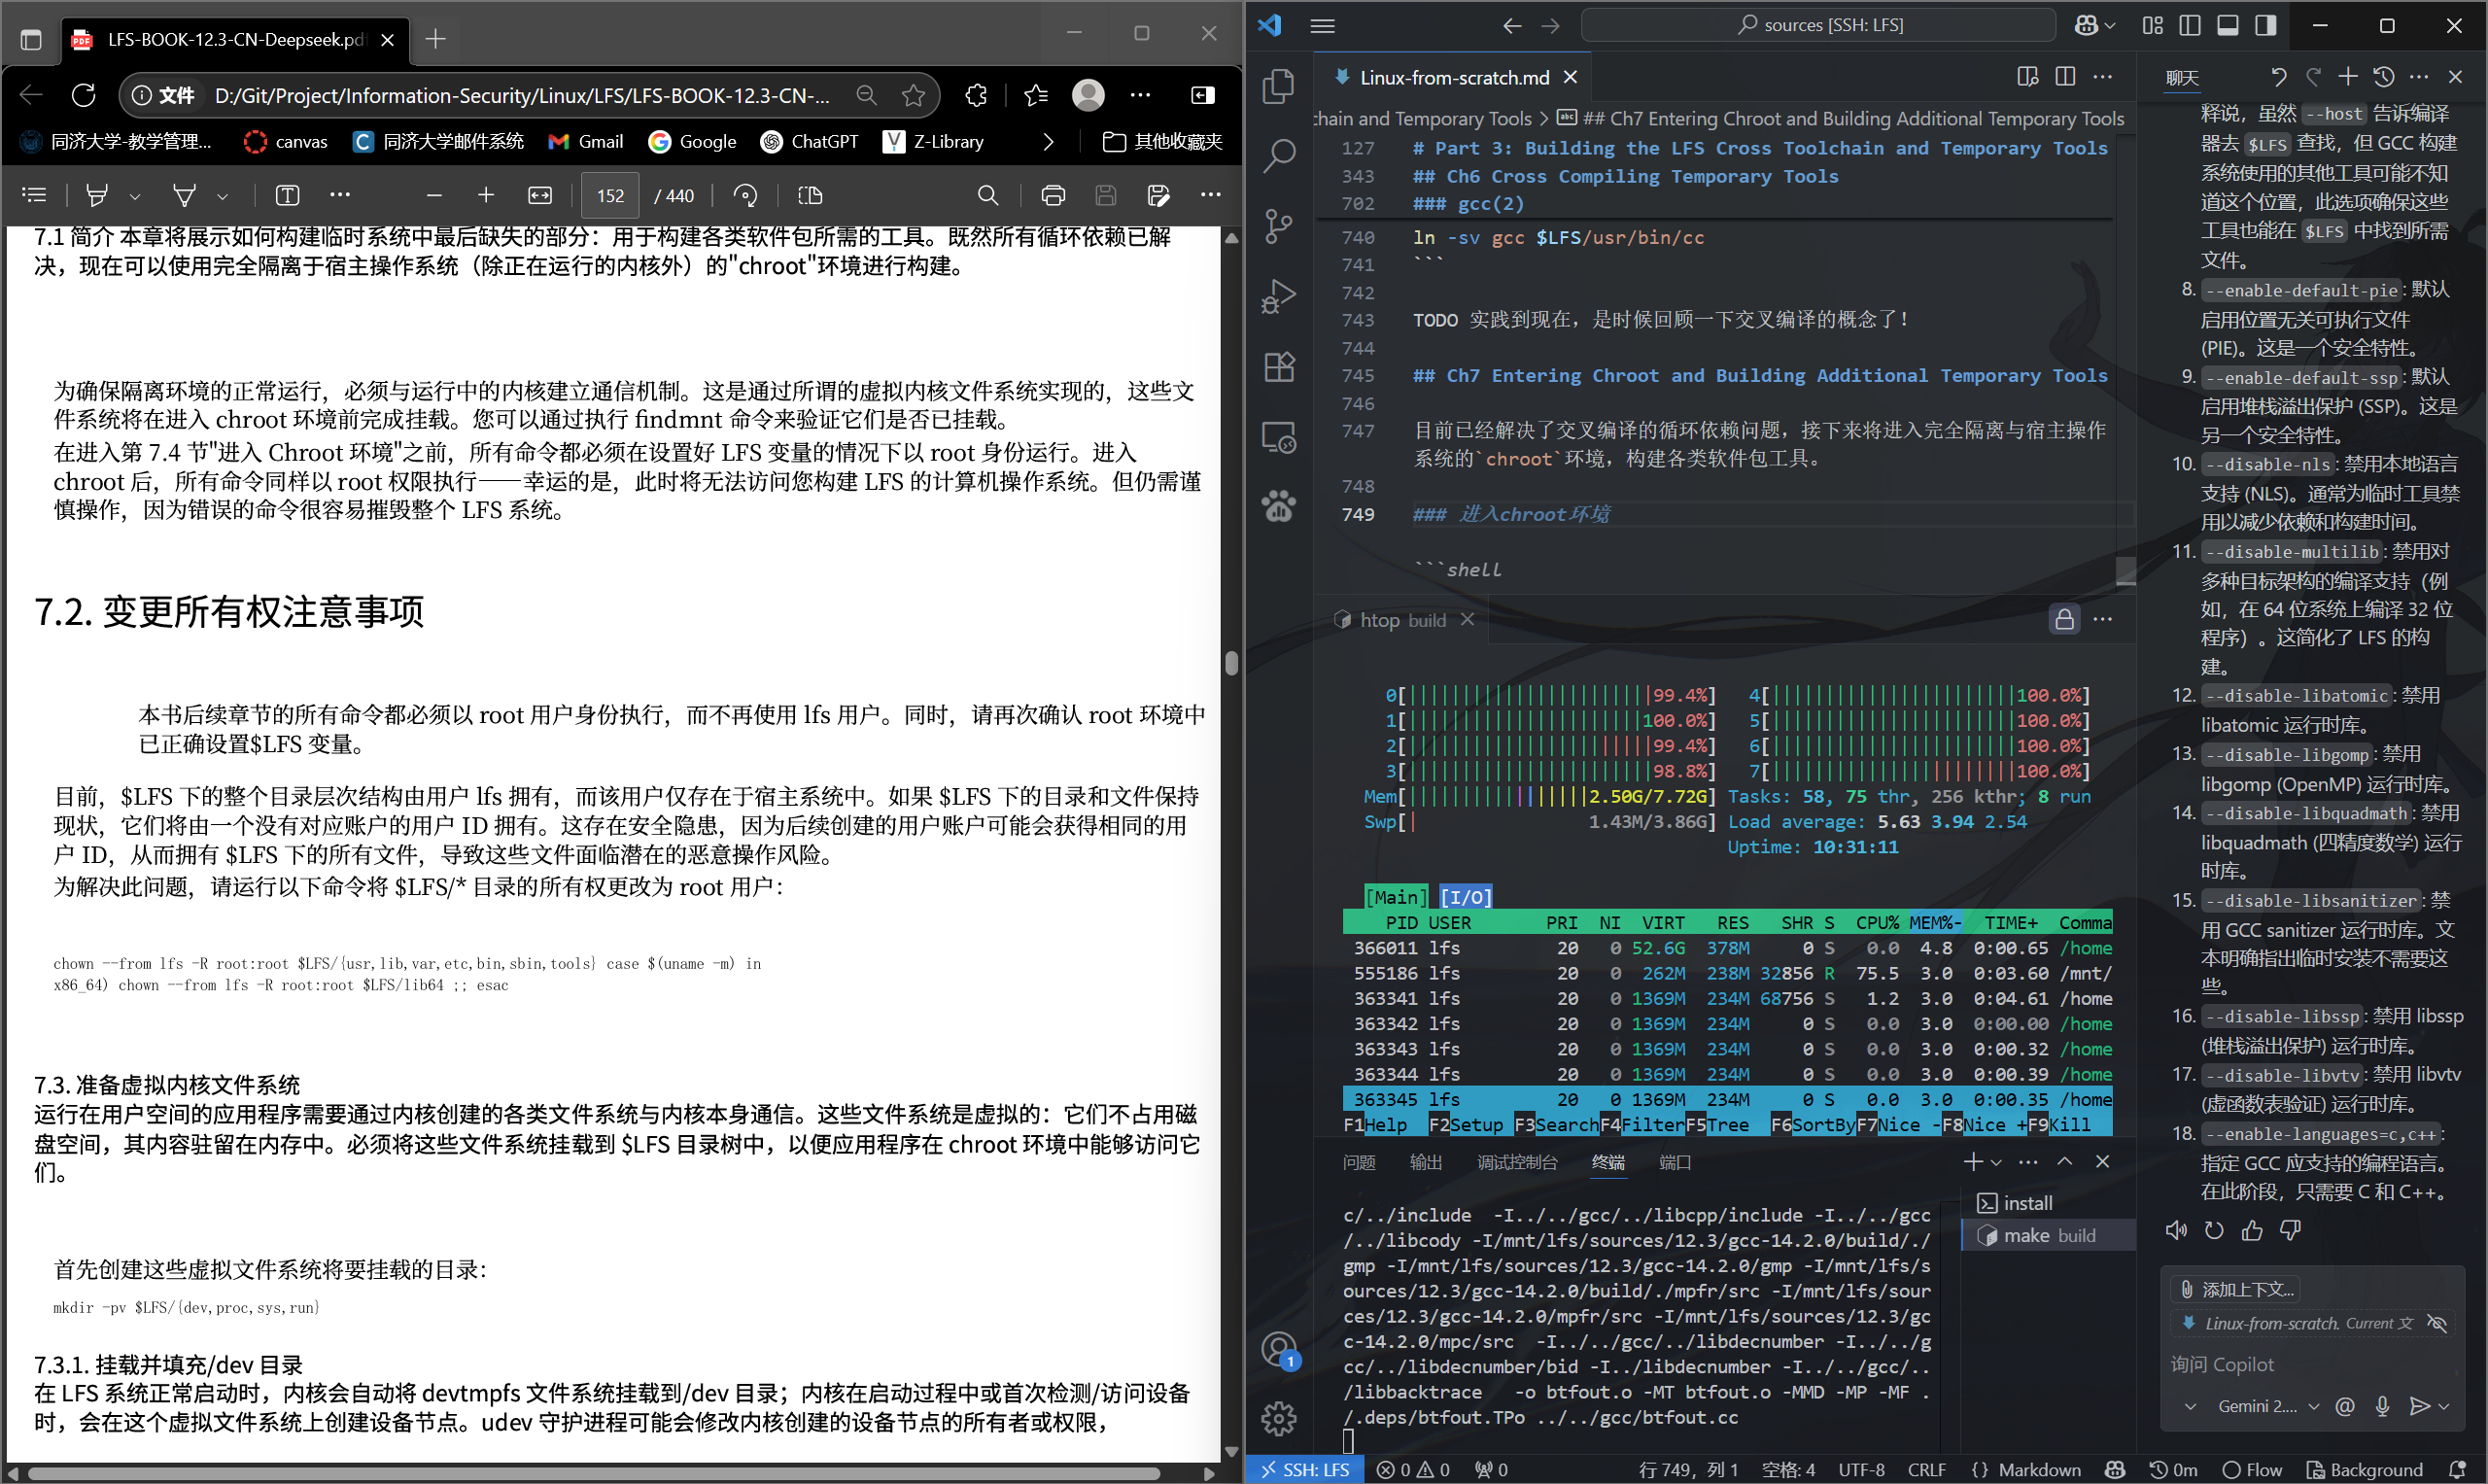 LFS-BOOK-12.3-CN-Deepseek.pd
文件 D:/Git/Project/Information-Security/Linux/LFS/LFS-BOOK-12.3-CN-...
同济大学-教学管理... canvas 同济大学邮件系统 Gmail Google ChatGPT Z-Library 其他收藏夹
152 / 440
7.1 简介 本章将展示如何构建临时系统中最后缺失的部分：用于构建各类软件包所需的工具。既然所有循环依赖已解
决，现在可以使用完全隔离于宿主操作系统（除正在运行的内核外）的"chroot"环境进行构建。
为确保隔离环境的正常运行，必须与运行中的内核建立通信机制。这是通过所谓的虚拟内核文件系统实现的，这些文
件系统将在进入 chroot 环境前完成挂载。您可以通过执行 findmnt 命令来验证它们是否已挂载。
在进入第 7.4 节"进入 Chroot 环境"之前，所有命令都必须在设置好 LFS 变量的情况下以 root 身份运行。进入
chroot 后，所有命令同样以 root 权限执行——幸运的是，此时将无法访问您构建 LFS 的计算机操作系统。但仍需谨
慎操作，因为错误的命令很容易摧毁整个 LFS 系统。
7.2. 变更所有权注意事项
本书后续章节的所有命令都必须以 root 用户身份执行，而不再使用 lfs 用户。同时，请再次确认 root 环境中
已正确设置$LFS 变量。
目前，$LFS 下的整个目录层次结构由用户 lfs 拥有，而该用户仅存在于宿主系统中。如果 $LFS 下的目录和文件保持
现状，它们将由一个没有对应账户的用户 ID 拥有。这存在安全隐患，因为后续创建的用户账户可能会获得相同的用
户 ID，从而拥有 $LFS 下的所有文件，导致这些文件面临潜在的恶意操作风险。
为解决此问题，请运行以下命令将 $LFS/* 目录的所有权更改为 root 用户：
chown --from lfs -R root:root $LFS/{usr,lib,var,etc,bin,sbin,tools} case $(uname -m) in
x86_64) chown --from lfs -R root:root $LFS/lib64 ;; esac
7.3. 准备虚拟内核文件系统
运行在用户空间的应用程序需要通过内核创建的各类文件系统与内核本身通信。这些文件系统是虚拟的：它们不占用磁
盘空间，其内容驻留在内存中。必须将这些文件系统挂载到 $LFS 目录树中，以便应用程序在 chroot 环境中能够访问它
们。
首先创建这些虚拟文件系统将要挂载的目录：
mkdir -pv $LFS/{dev,proc,sys,run}
7.3.1. 挂载并填充/dev 目录
在 LFS 系统正常启动时，内核会自动将 devtmpfs 文件系统挂载到/dev 目录；内核在启动过程中或首次检测/访问设备
时，会在这个虚拟文件系统上创建设备节点。udev 守护进程可能会修改内核创建的设备节点的所有者或权限，
sources [SSH: LFS]
Linux-from-scratch.md
chain and Temporary Tools > ## Ch7 Entering Chroot and Building Additional Temporary Tools
127 # Part 3: Building the LFS Cross Toolchain and Temporary Tools
343 ## Ch6 Cross Compiling Temporary Tools
702 ### gcc(2)
740 ln -sv gcc $LFS/usr/bin/cc
741 ```
742
743 TODO 实践到现在，是时候回顾一下交叉编译的概念了！
744
745 ## Ch7 Entering Chroot and Building Additional Temporary Tools
746
747 目前已经解决了交叉编译的循环依赖问题，接下来将进入完全隔离与宿主操作
系统的`chroot`环境，构建各类软件包工具。
748
749 ### 进入chroot环境
```shell
htop build
0[99.4%] 4[100.0%]
1[100.0%] 5[100.0%]
2[99.4%] 6[100.0%]
3[98.8%] 7[100.0%]
Mem[2.50G/7.72G] Tasks: 58, 75 thr, 256 kthr; 8 run
Swp[1.43M/3.86G] Load average: 5.63 3.94 2.54
Uptime: 10:31:11
[Main] [I/O]
PID USER PRI NI VIRT RES SHR S CPU% MEM%- TIME+ Comma
366011 lfs 20 0 52.6G 378M 0 S 0.0 4.8 0:00.65 /home
555186 lfs 20 0 262M 238M 32856 R 75.5 3.0 0:03.60 /mnt/
363341 lfs 20 0 1369M 234M 68756 S 1.2 3.0 0:04.61 /home
363342 lfs 20 0 1369M 234M 0 S 0.0 3.0 0:00.00 /home
363343 lfs 20 0 1369M 234M 0 S 0.0 3.0 0:00.32 /home
363344 lfs 20 0 1369M 234M 0 S 0.0 3.0 0:00.39 /home
363345 lfs 20 0 1369M 234M 0 S 0.0 3.0 0:00.35 /home
F1Help F2Setup F3SearchF4FilterF5Tree F6SortByF7Nice -F8Nice +F9Kill
问题 输出 调试控制台 终端 端口
c/../include -I../../gcc/../libcpp/include -I../../gcc
/../libcody -I/mnt/lfs/sources/12.3/gcc-14.2.0/build/./
gmp -I/mnt/lfs/sources/12.3/gcc-14.2.0/gmp -I/mnt/lfs/s
ources/12.3/gcc-14.2.0/build/./mpfr/src -I/mnt/lfs/sour
ces/12.3/gcc-14.2.0/mpfr/src -I/mnt/lfs/sources/12.3/gc
c-14.2.0/mpc/src -I../../gcc/../libdecnumber -I../../g
cc/../libdecnumber/bid -I../libdecnumber -I../../gcc/..
/libbacktrace -o btfout.o -MT btfout.o -MMD -MP -MF .
/.deps/btfout.TPo ../../gcc/btfout.cc
install
make build
聊天
释说，虽然 --host 告诉编译
器去 $LFS 查找，但 GCC 构建
系统使用的其他工具可能不知
道这个位置，此选项确保这些
工具也能在 $LFS 中找到所需
文件。
8. --enable-default-pie: 默认
启用位置无关可执行文件
(PIE)。这是一个安全特性。
9. --enable-default-ssp: 默认
启用堆栈溢出保护 (SSP)。这是
另一个安全特性。
10. --disable-nls: 禁用本地语言
支持 (NLS)。通常为临时工具禁
用以减少依赖和构建时间。
11. --disable-multilib: 禁用对
多种目标架构的编译支持（例
如，在 64 位系统上编译 32 位
程序）。这简化了 LFS 的构
建。
12. --disable-libatomic: 禁用
libatomic 运行时库。
13. --disable-libgomp: 禁用
libgomp (OpenMP) 运行时库。
14. --disable-libquadmath: 禁用
libquadmath (四精度数学) 运行
时库。
15. --disable-libsanitizer: 禁
用 GCC sanitizer 运行时库。文
本明确指出临时安装不需要这
些。
16. --disable-libssp: 禁用 libssp
(堆栈溢出保护) 运行时库。
17. --disable-libvtv: 禁用 libvtv
(虚函数表验证) 运行时库。
18. --enable-languages=c,c++:
指定 GCC 应支持的编程语言。
在此阶段，只需要 C 和 C++。
添加上下文...
Linux-from-scratch. Current 文
询问 Copilot
Gemini 2....
1
SSH: LFS 0 0 0 行 749，列 1 空格: 4 UTF-8 CRLF {} Markdown 0m Flow Background